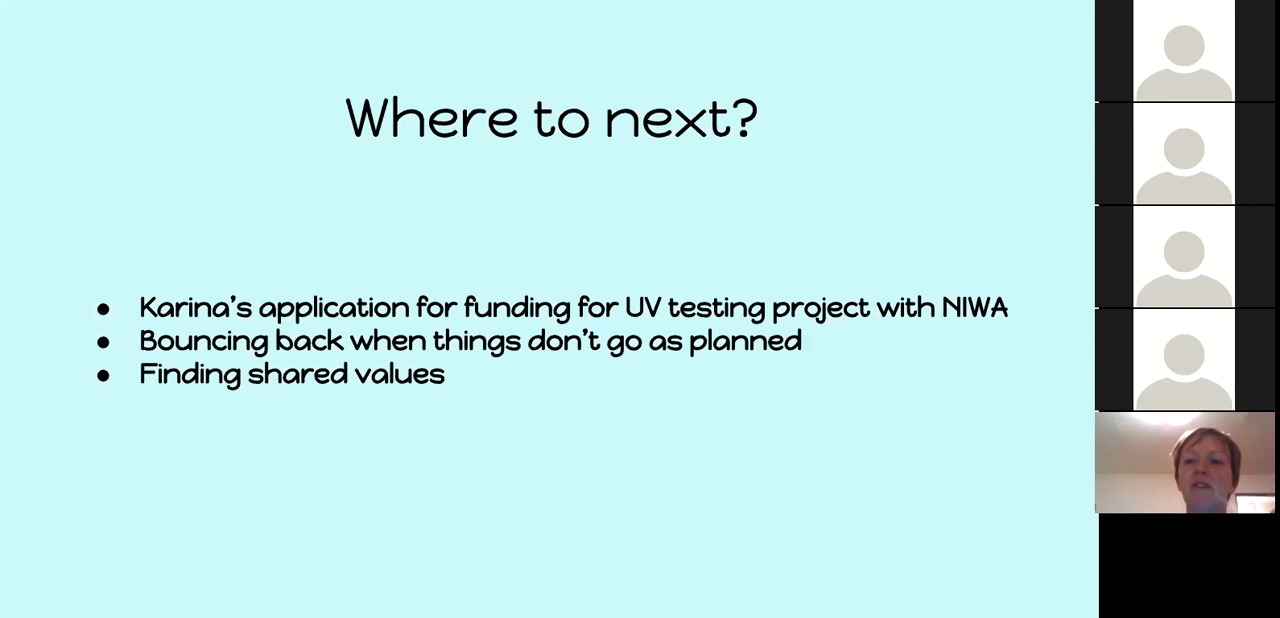 Where to next?
● Karina's application for funding for UV testing project with NIWA
● Bouncing back when things don't go as planned
● Finding shared values